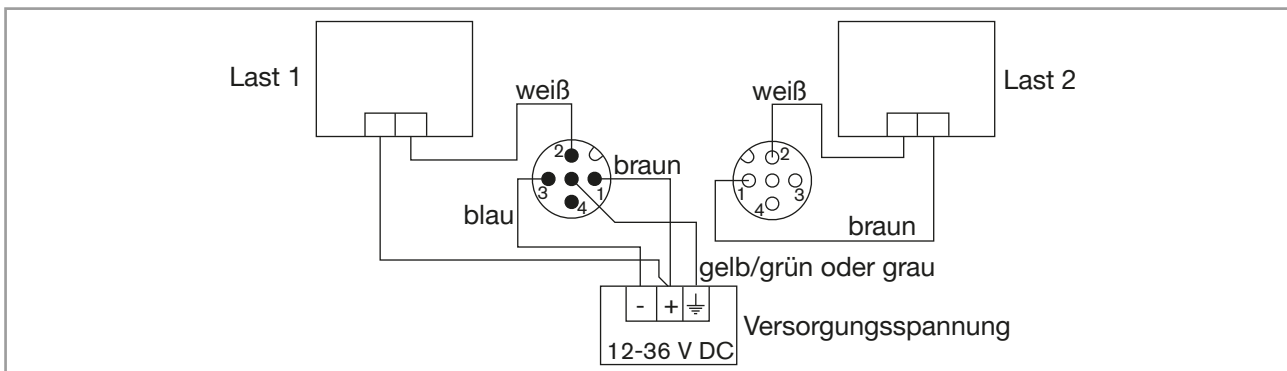 Last 1
weiß
2
3
1
4
braun
blau
weiß
Last 2
2
1
3
4
braun
gelb/grün oder grau
- +
Versorgungsspannung
12-36 V DC